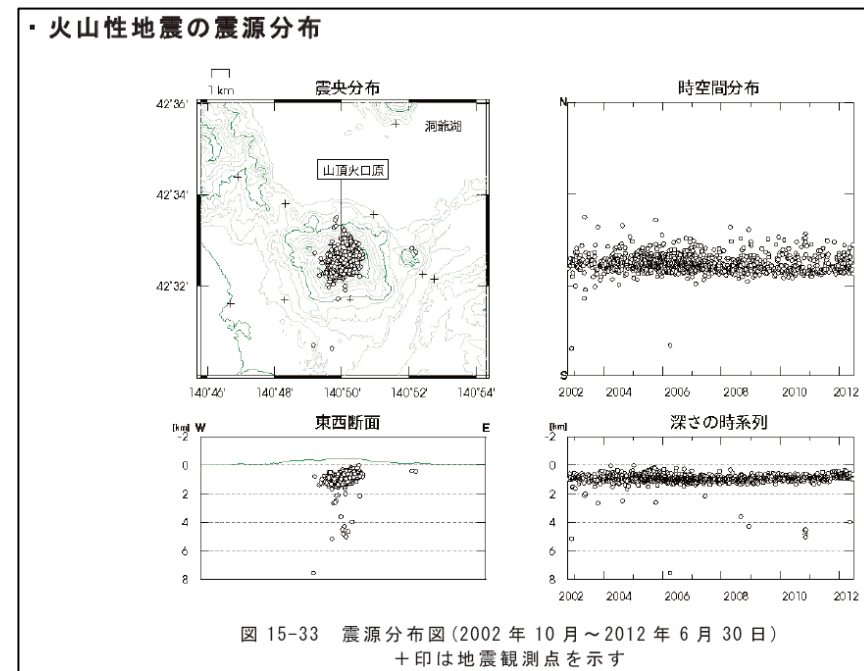 ・火山性地震の震源分布
1 km
震央分布
42°36'
42°34'
42°32'
洞爺湖
山頂火口原
140°46' 140°48' 140°50' 140°52' 140°54'
時空間分布
N
S
2002 2004 2006 2008 2010 2012
東西断面
[km] W E
-2
0
2
4
6
8
深さの時系列
[km]
-2
0
2
4
6
8
2002 2004 2006 2008 2010 2012
図 15-33 震源分布図(2002 年 10 月～2012 年 6 月 30 日)
＋印は地震観測点を示す